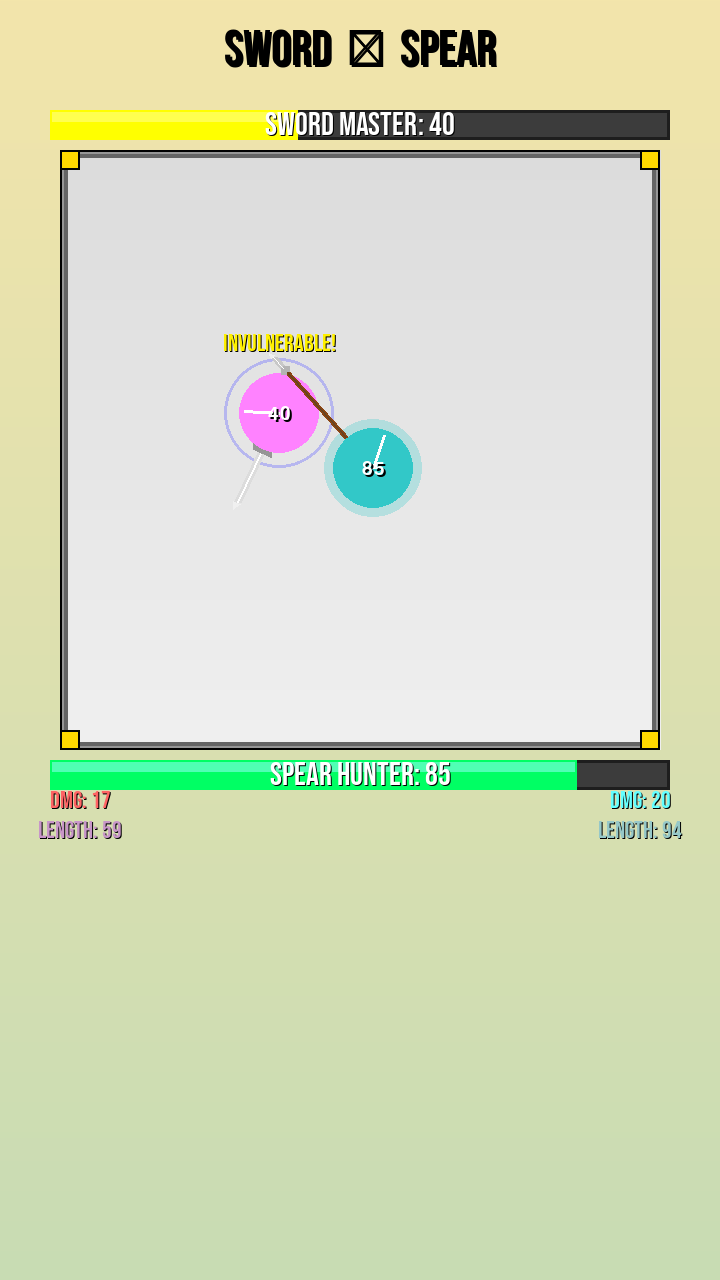 SWORD ☒ SPEAR
SWORD MASTER: 40
INVULNERABLE!
40
85
SPEAR HUNTER: 85
DMG: 17
DMG: 20
LENGTH: 59
LENGTH: 94